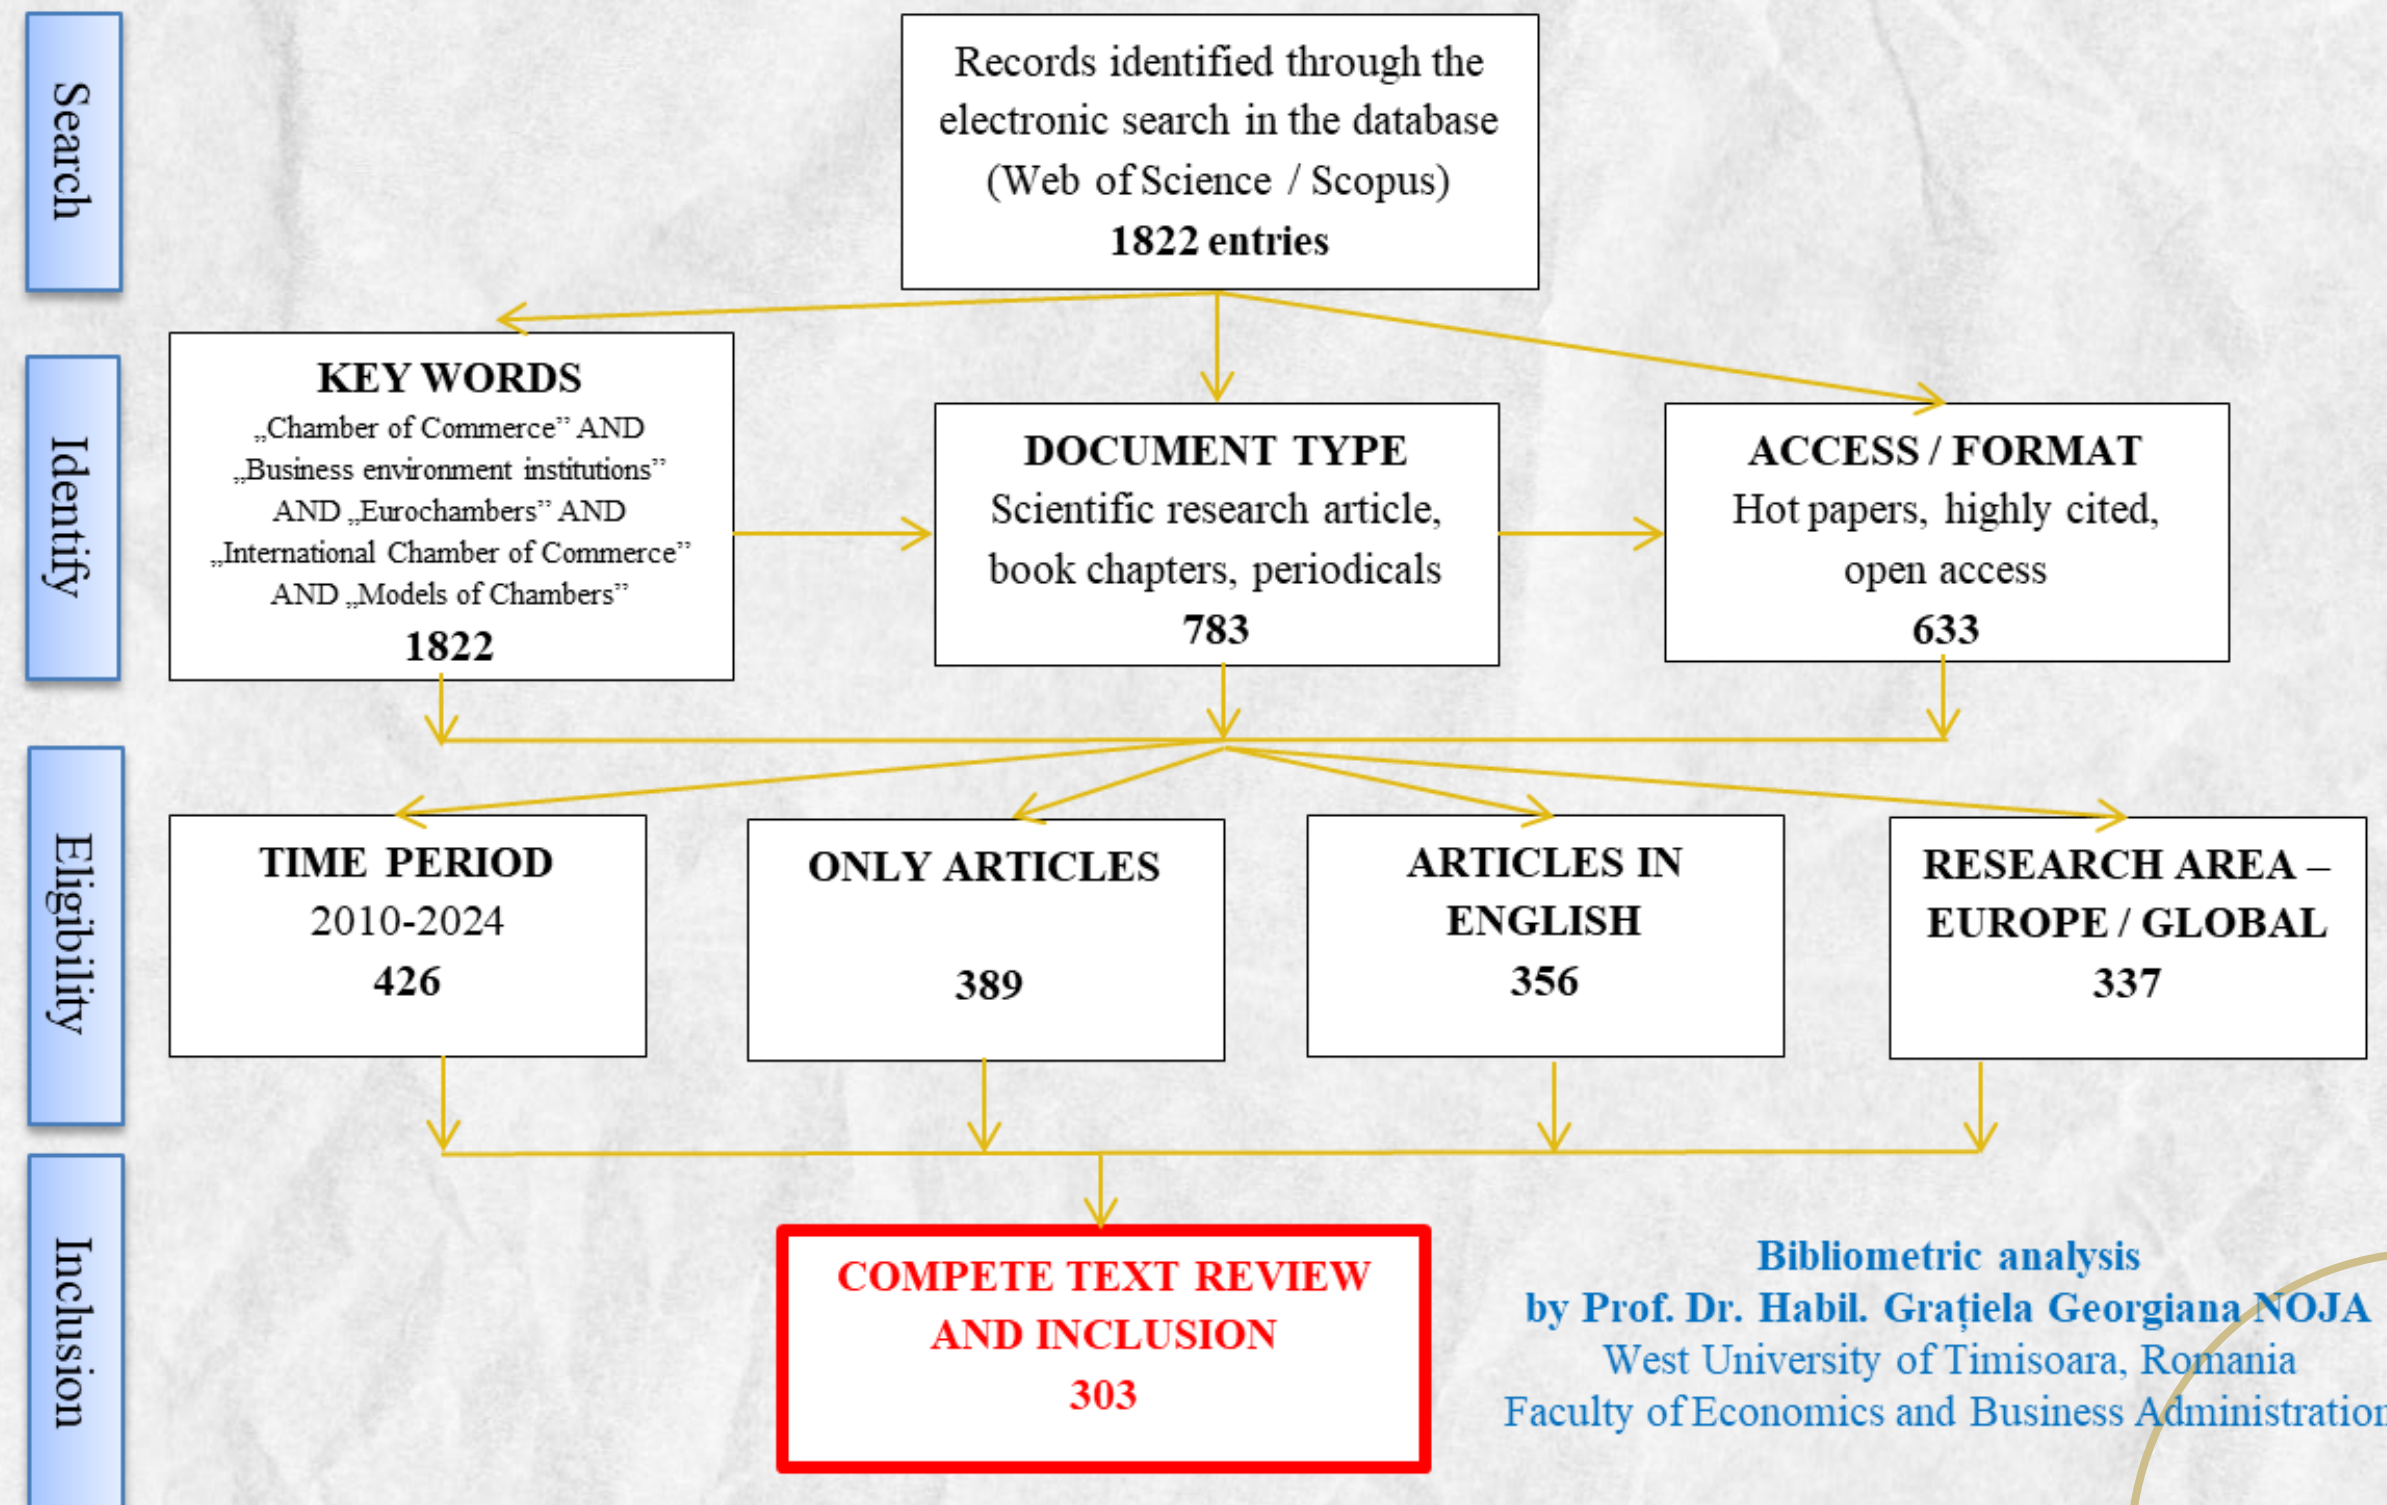 Search
Records identified through the
electronic search in the database
(Web of Science / Scopus)
1822 entries
Identify
KEY WORDS
„Chamber of Commerce” AND
„Business environment institutions”
AND „Eurochambers” AND
„International Chamber of Commerce”
AND „Models of Chambers”
1822
DOCUMENT TYPE
Scientific research article,
book chapters, periodicals
783
ACCESS / FORMAT
Hot papers, highly cited,
open access
633
Eligibility
TIME PERIOD
2010-2024
426
ONLY ARTICLES
389
ARTICLES IN
ENGLISH
356
RESEARCH AREA –
EUROPE / GLOBAL
337
Inclusion
COMPETE TEXT REVIEW
AND INCLUSION
303
Bibliometric analysis
by Prof. Dr. Habil. Grațiela Georgiana NOJA
West University of Timisoara, Romania
Faculty of Economics and Business Administration